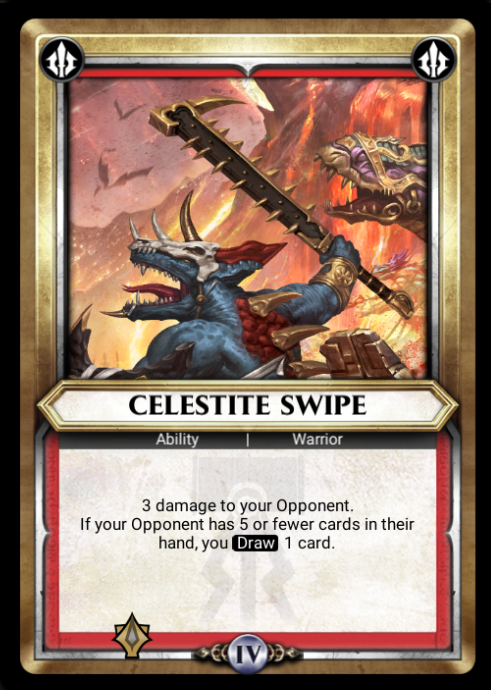 CELESTITE SWIPE
Ability | Warrior
3 damage to your Opponent.
If your Opponent has 5 or fewer cards in their
hand, you Draw 1 card.
IV